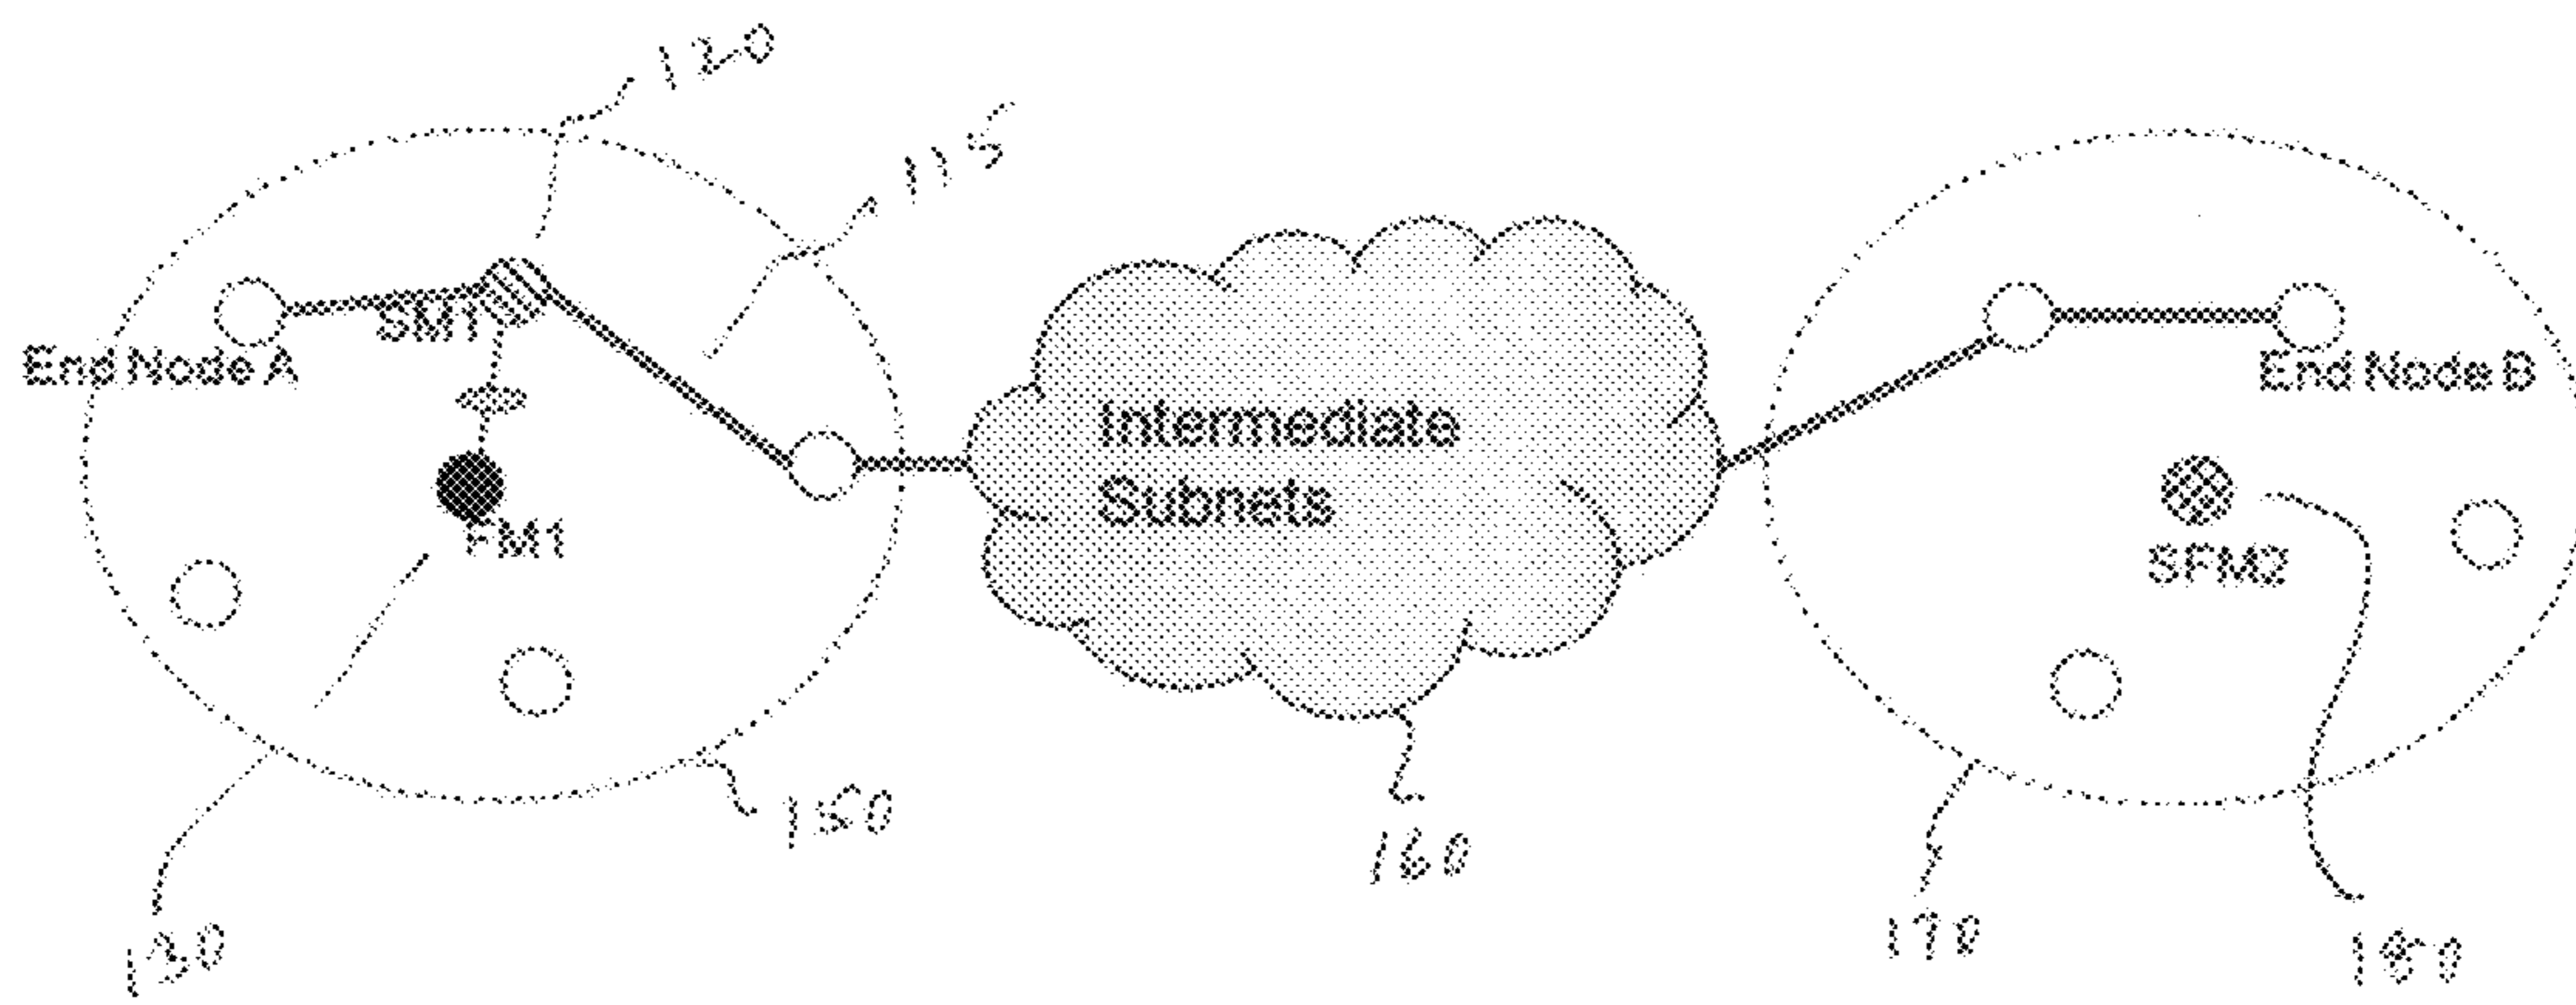 120
115
SM1
End Node A
End Node B
Intermediate
Subnets
FM1
SFM2
150
160
130
170
180